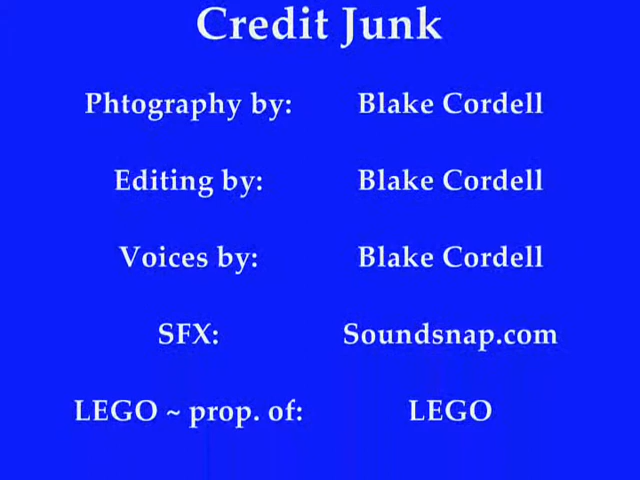 Credit Junk
Phtography by: Blake Cordell
Editing by: Blake Cordell
Voices by: Blake Cordell
SFX: Soundsnap.com
LEGO ~ prop. of: LEGO